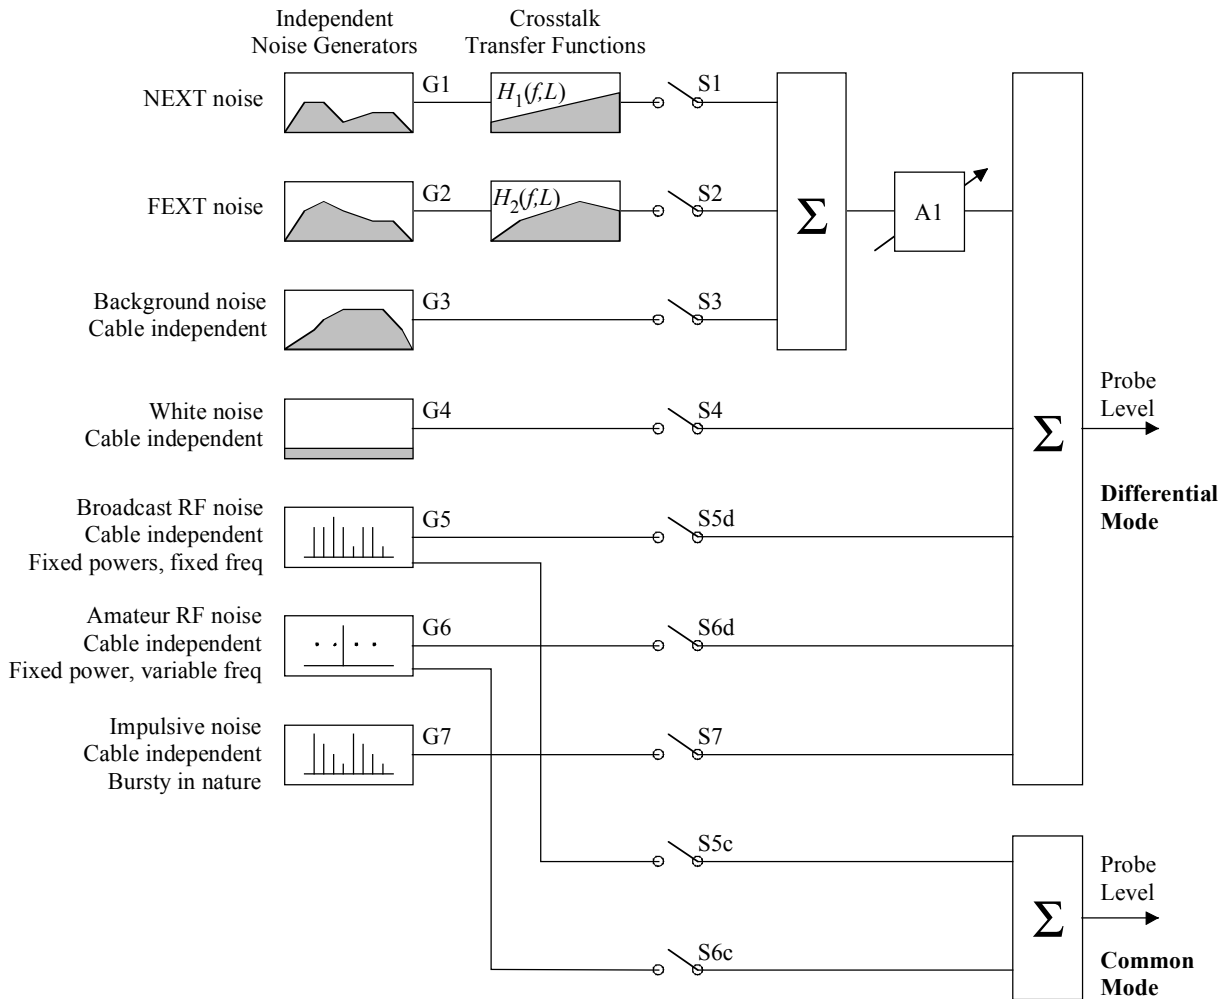 Independent
Noise Generators
Crosstalk
Transfer Functions
NEXT noise
G1
H1(f,L)
S1
FEXT noise
G2
H2(f,L)
S2
Σ
A1
Background noise
Cable independent
G3
S3
White noise
Cable independent
G4
S4
Σ
Probe
Level
Differential
Mode
Broadcast RF noise
Cable independent
Fixed powers, fixed freq
G5
S5d
Amateur RF noise
Cable independent
Fixed power, variable freq
G6
S6d
Impulsive noise
Cable independent
Bursty in nature
G7
S7
S5c
S6c
Σ
Probe
Level
Common
Mode